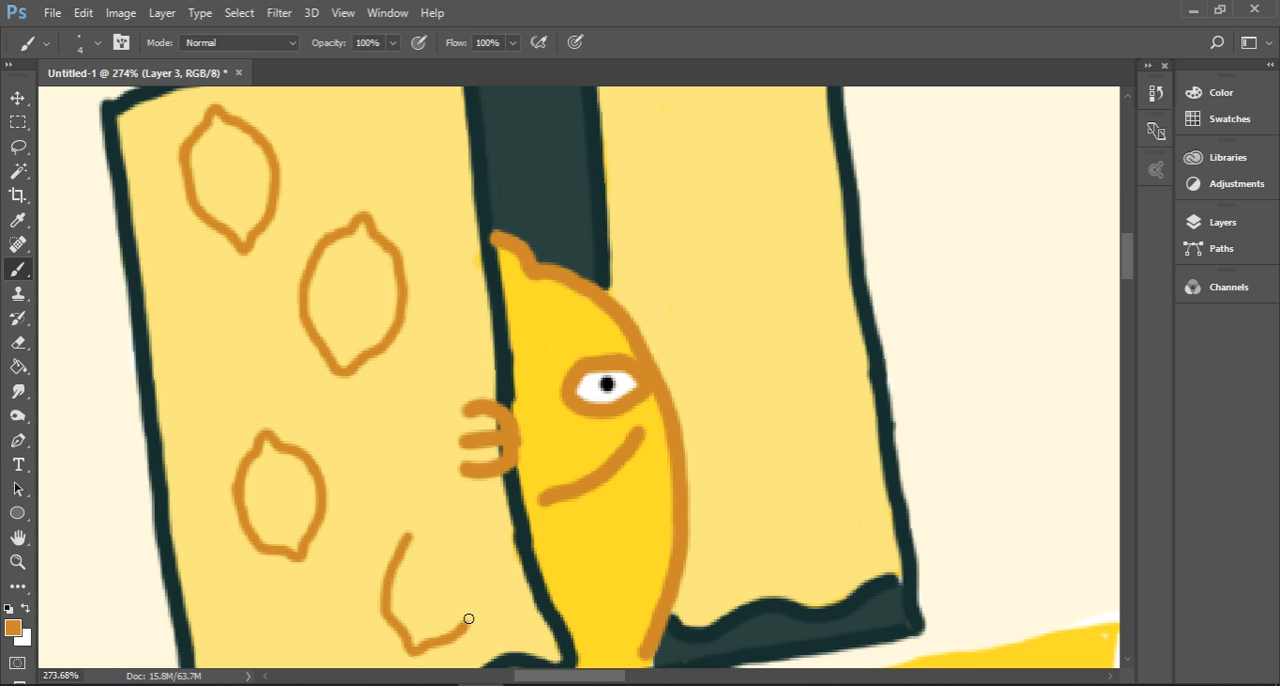 Ps File Edit Image Layer Type Select Filter 3D View Window Help
4 Mode: Normal Opacity: 100% Flow: 100%
Untitled-1 @ 274% (Layer 3, RGB/8) * ×
Color
Swatches
Libraries
Adjustments
Layers
Paths
Channels
273.68% Doc: 15.8M/63.7M